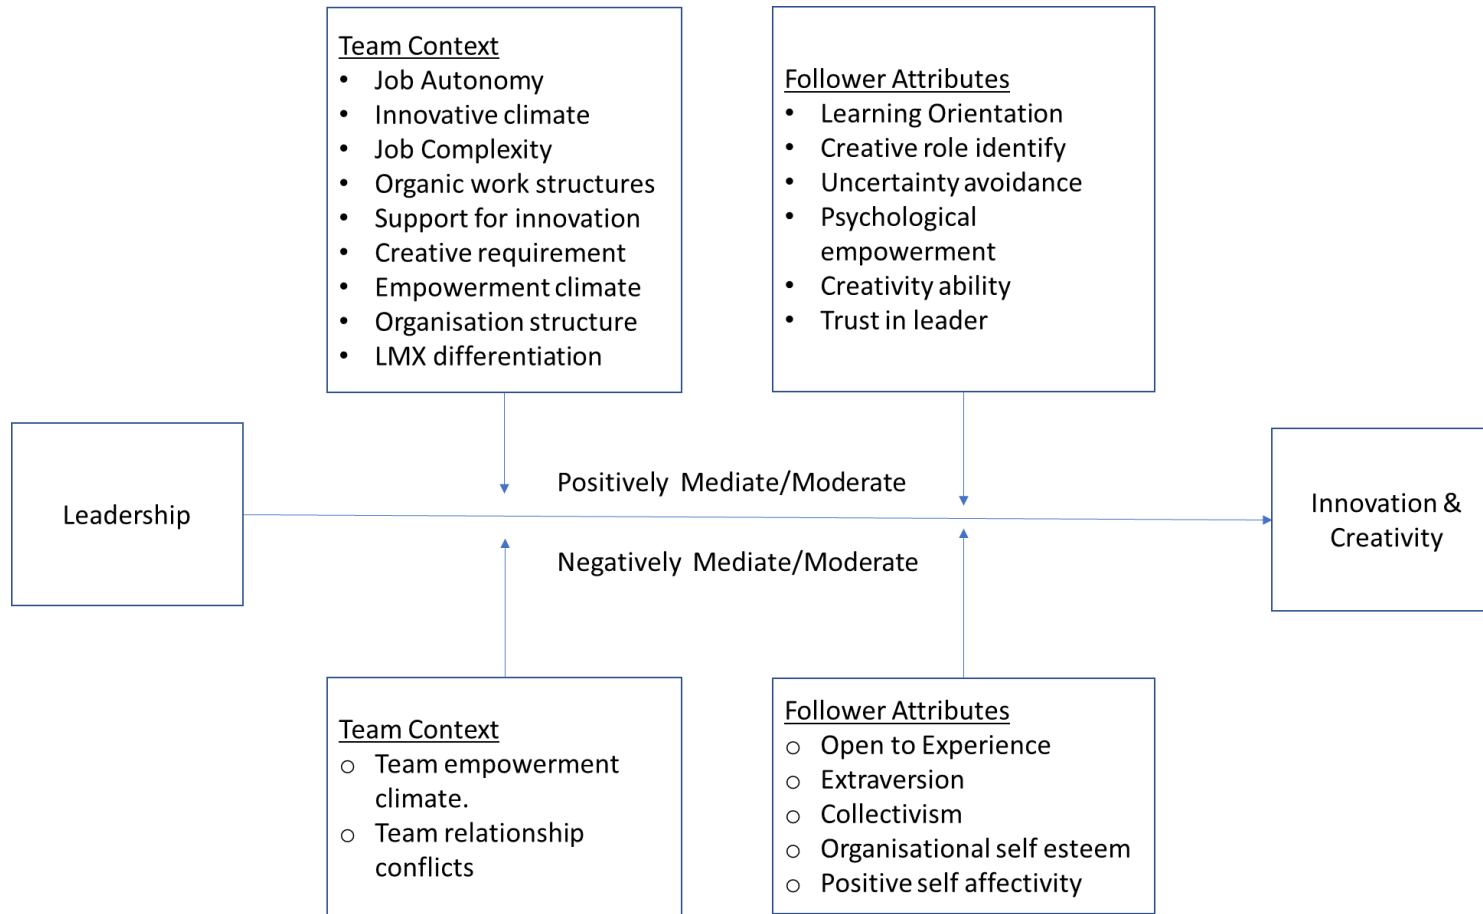 Team Context
• Job Autonomy
• Innovative climate
• Job Complexity
• Organic work structures
• Support for innovation
• Creative requirement
• Empowerment climate
• Organisation structure
• LMX differentiation
Follower Attributes
• Learning Orientation
• Creative role identify
• Uncertainty avoidance
• Psychological
empowerment
• Creativity ability
• Trust in leader
Leadership
Positively Mediate/Moderate
Negatively Mediate/Moderate
Innovation &
Creativity
Team Context
o Team empowerment
climate.
o Team relationship
conflicts
Follower Attributes
o Open to Experience
o Extraversion
o Collectivism
o Organisational self esteem
o Positive self affectivity